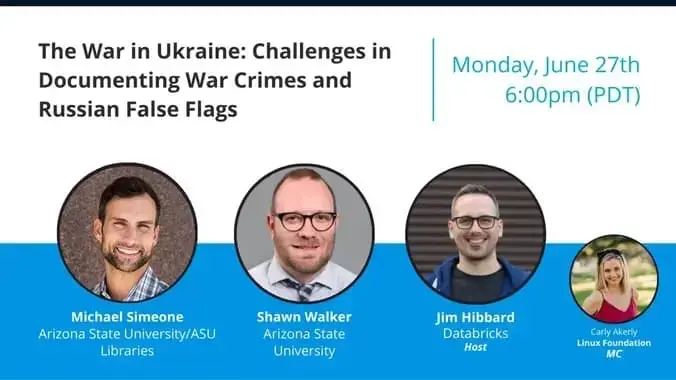 The War in Ukraine: Challenges in
Documenting War Crimes and
Russian False Flags
Monday, June 27th
6:00pm (PDT)
Michael Simeone
Arizona State University/ASU
Libraries
Shawn Walker
Arizona State
University
Jim Hibbard
Databricks
Host
Carly Akerly
Linux Foundation
MC